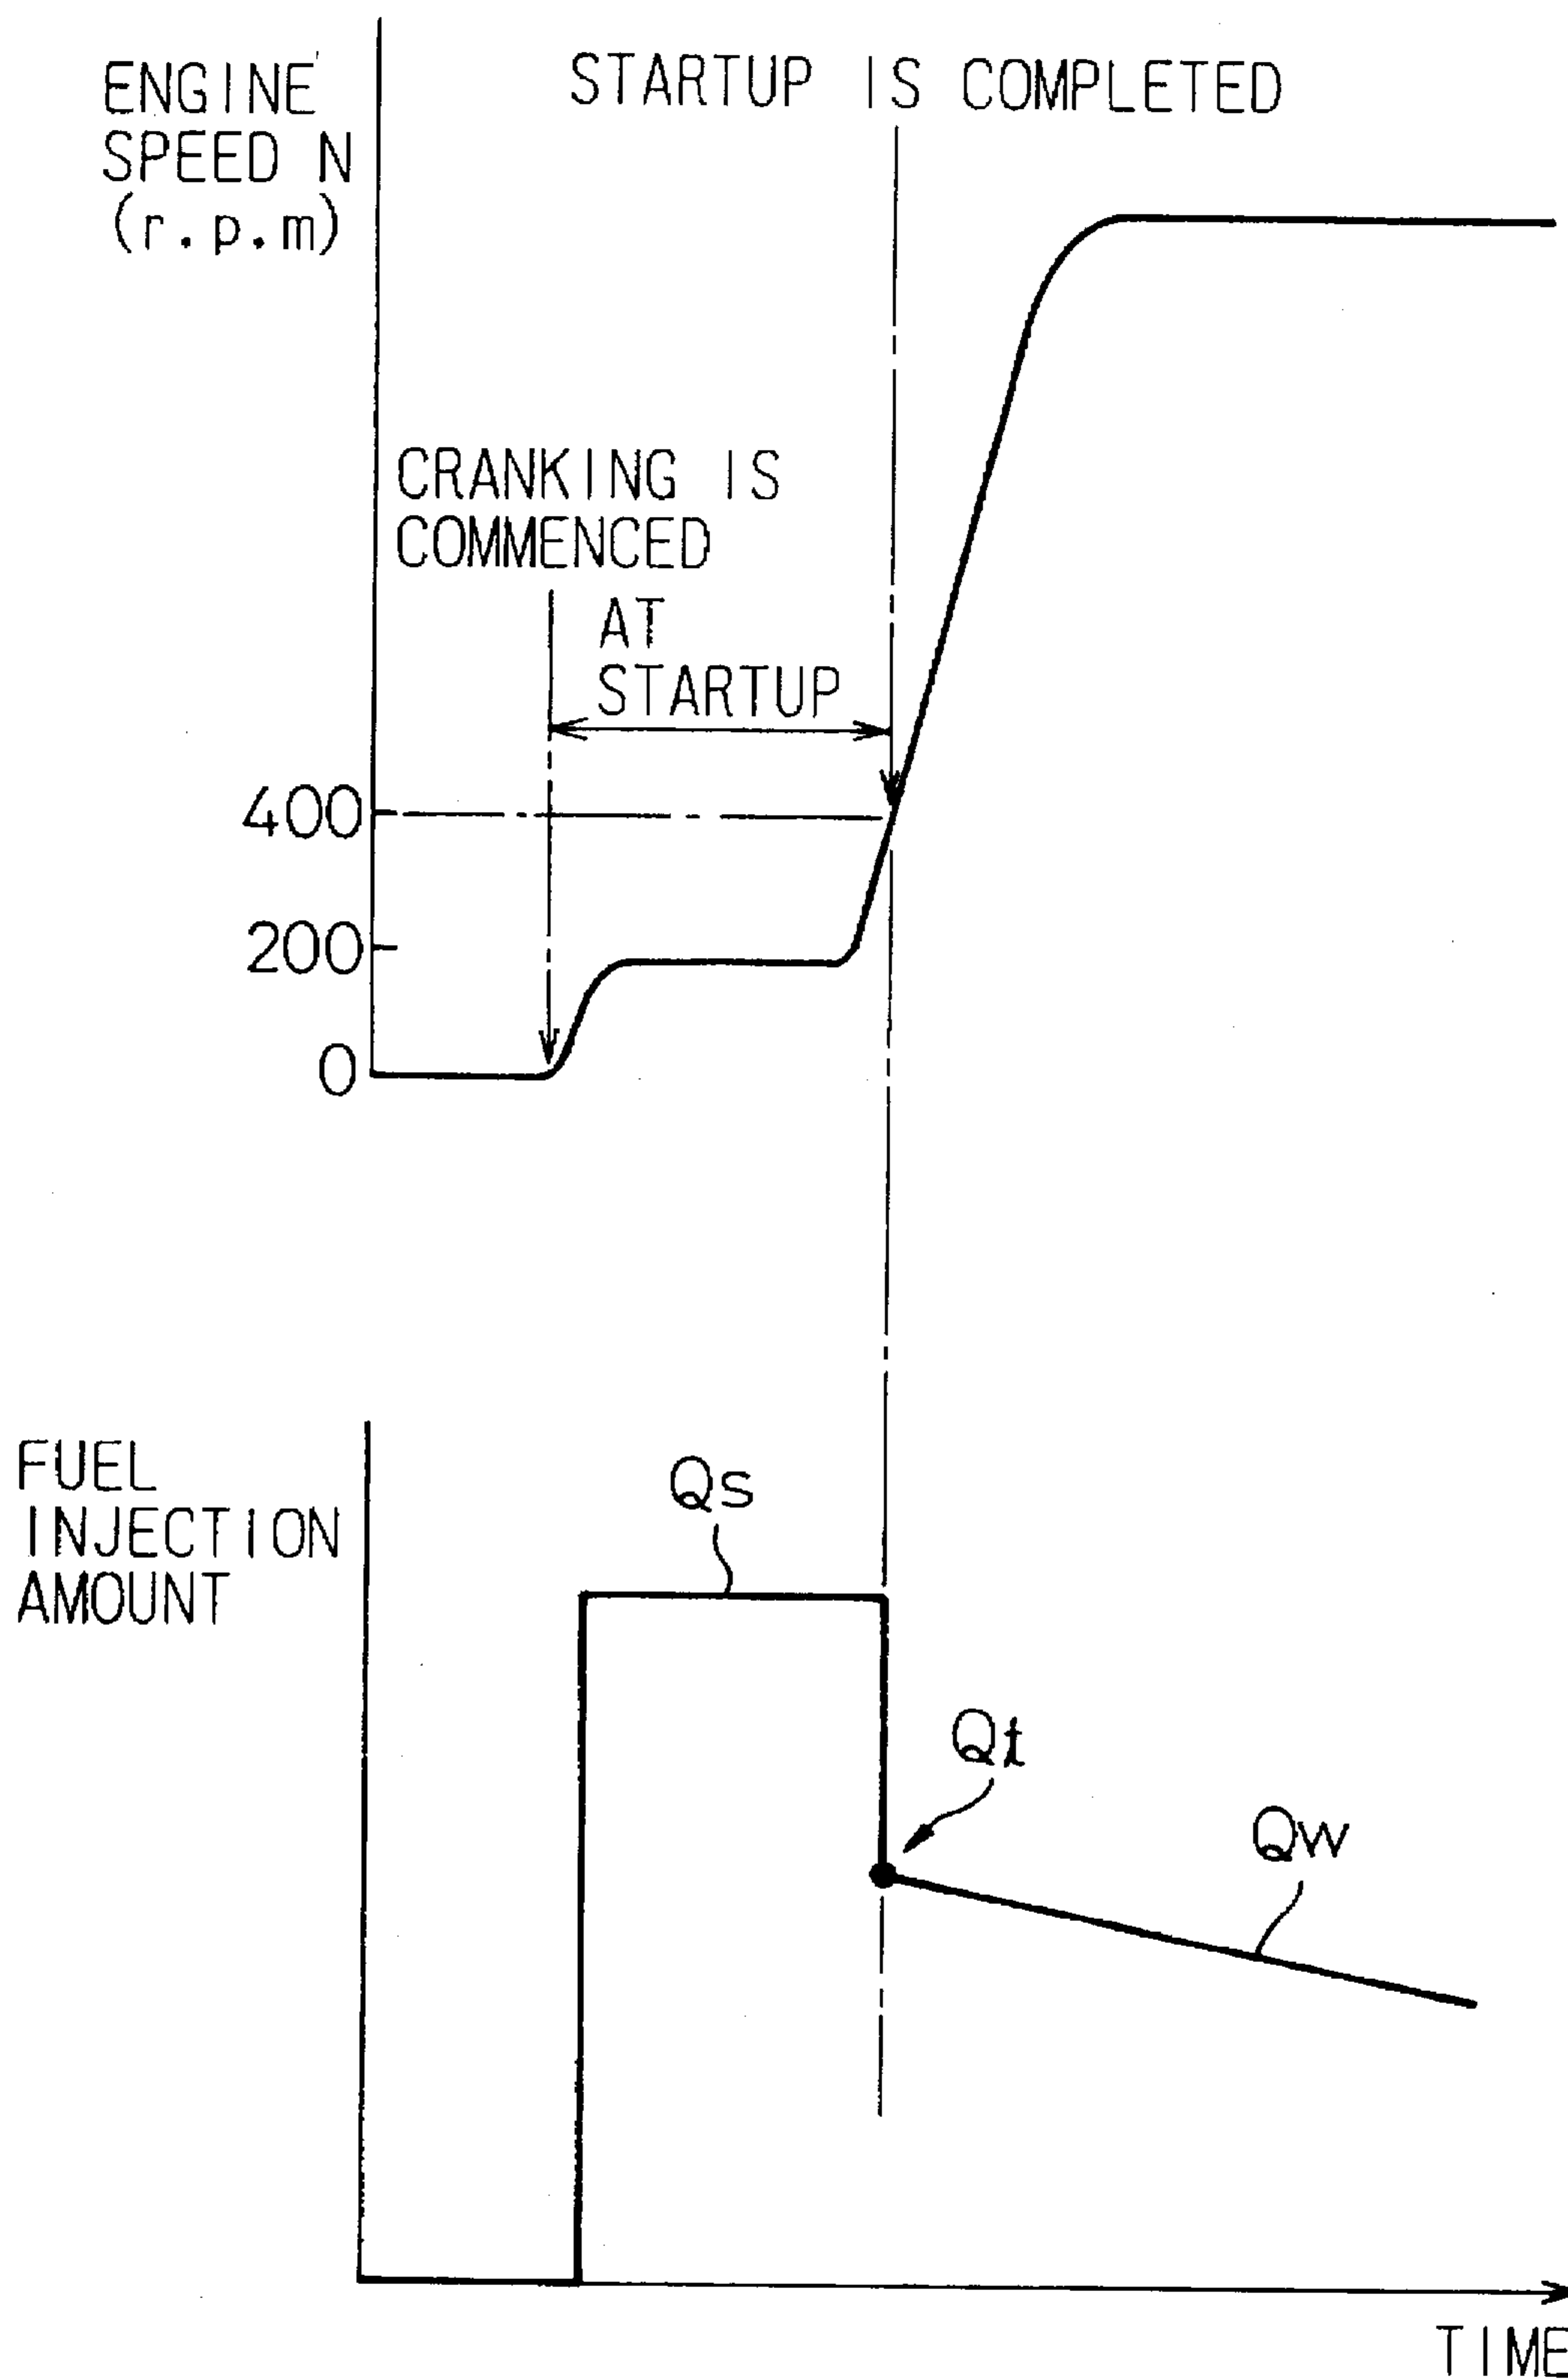 ENGINE
SPEED N
(r.p.m)
STARTUP IS COMPLETED
CRANKING IS
COMMENCED
AT
STARTUP
400
200
0
FUEL
INJECTION
AMOUNT
Qs
Qt
Qw
TIME